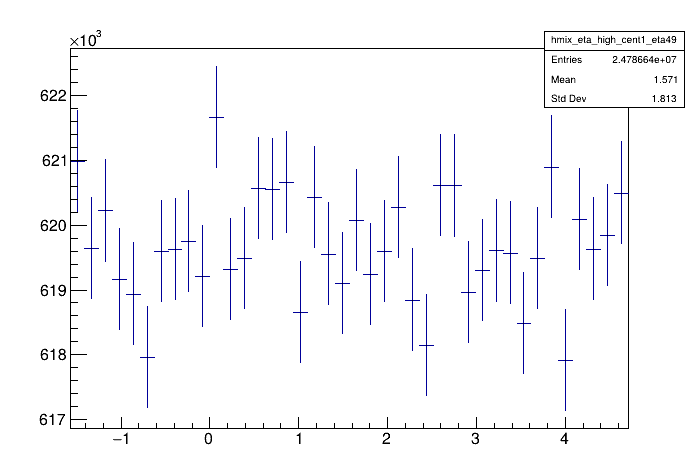 ×10³
hmix_eta_high_cent1_eta49
Entries 2.478664e+07
Mean 1.571
Std Dev 1.813
622
621
620
619
618
617
−1 0 1 2 3 4